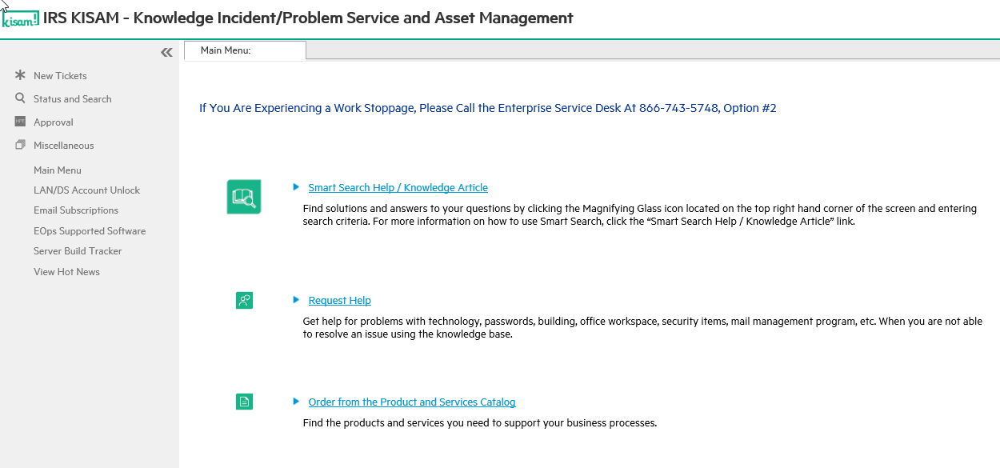 kisam! IRS KISAM - Knowledge Incident/Problem Service and Asset Management
Main Menu:
New Tickets
Status and Search
Approval
Miscellaneous
Main Menu
LAN/DS Account Unlock
Email Subscriptions
EOps Supported Software
Server Build Tracker
View Hot News
If You Are Experiencing a Work Stoppage, Please Call the Enterprise Service Desk At 866-743-5748, Option #2
Smart Search Help / Knowledge Article
Find solutions and answers to your questions by clicking the Magnifying Glass icon located on the top right hand corner of the screen and entering
search criteria. For more information on how to use Smart Search, click the “Smart Search Help / Knowledge Article” link.
Request Help
Get help for problems with technology, passwords, building, office workspace, security items, mail management program, etc. When you are not able
to resolve an issue using the knowledge base.
Order from the Product and Services Catalog
Find the products and services you need to support your business processes.